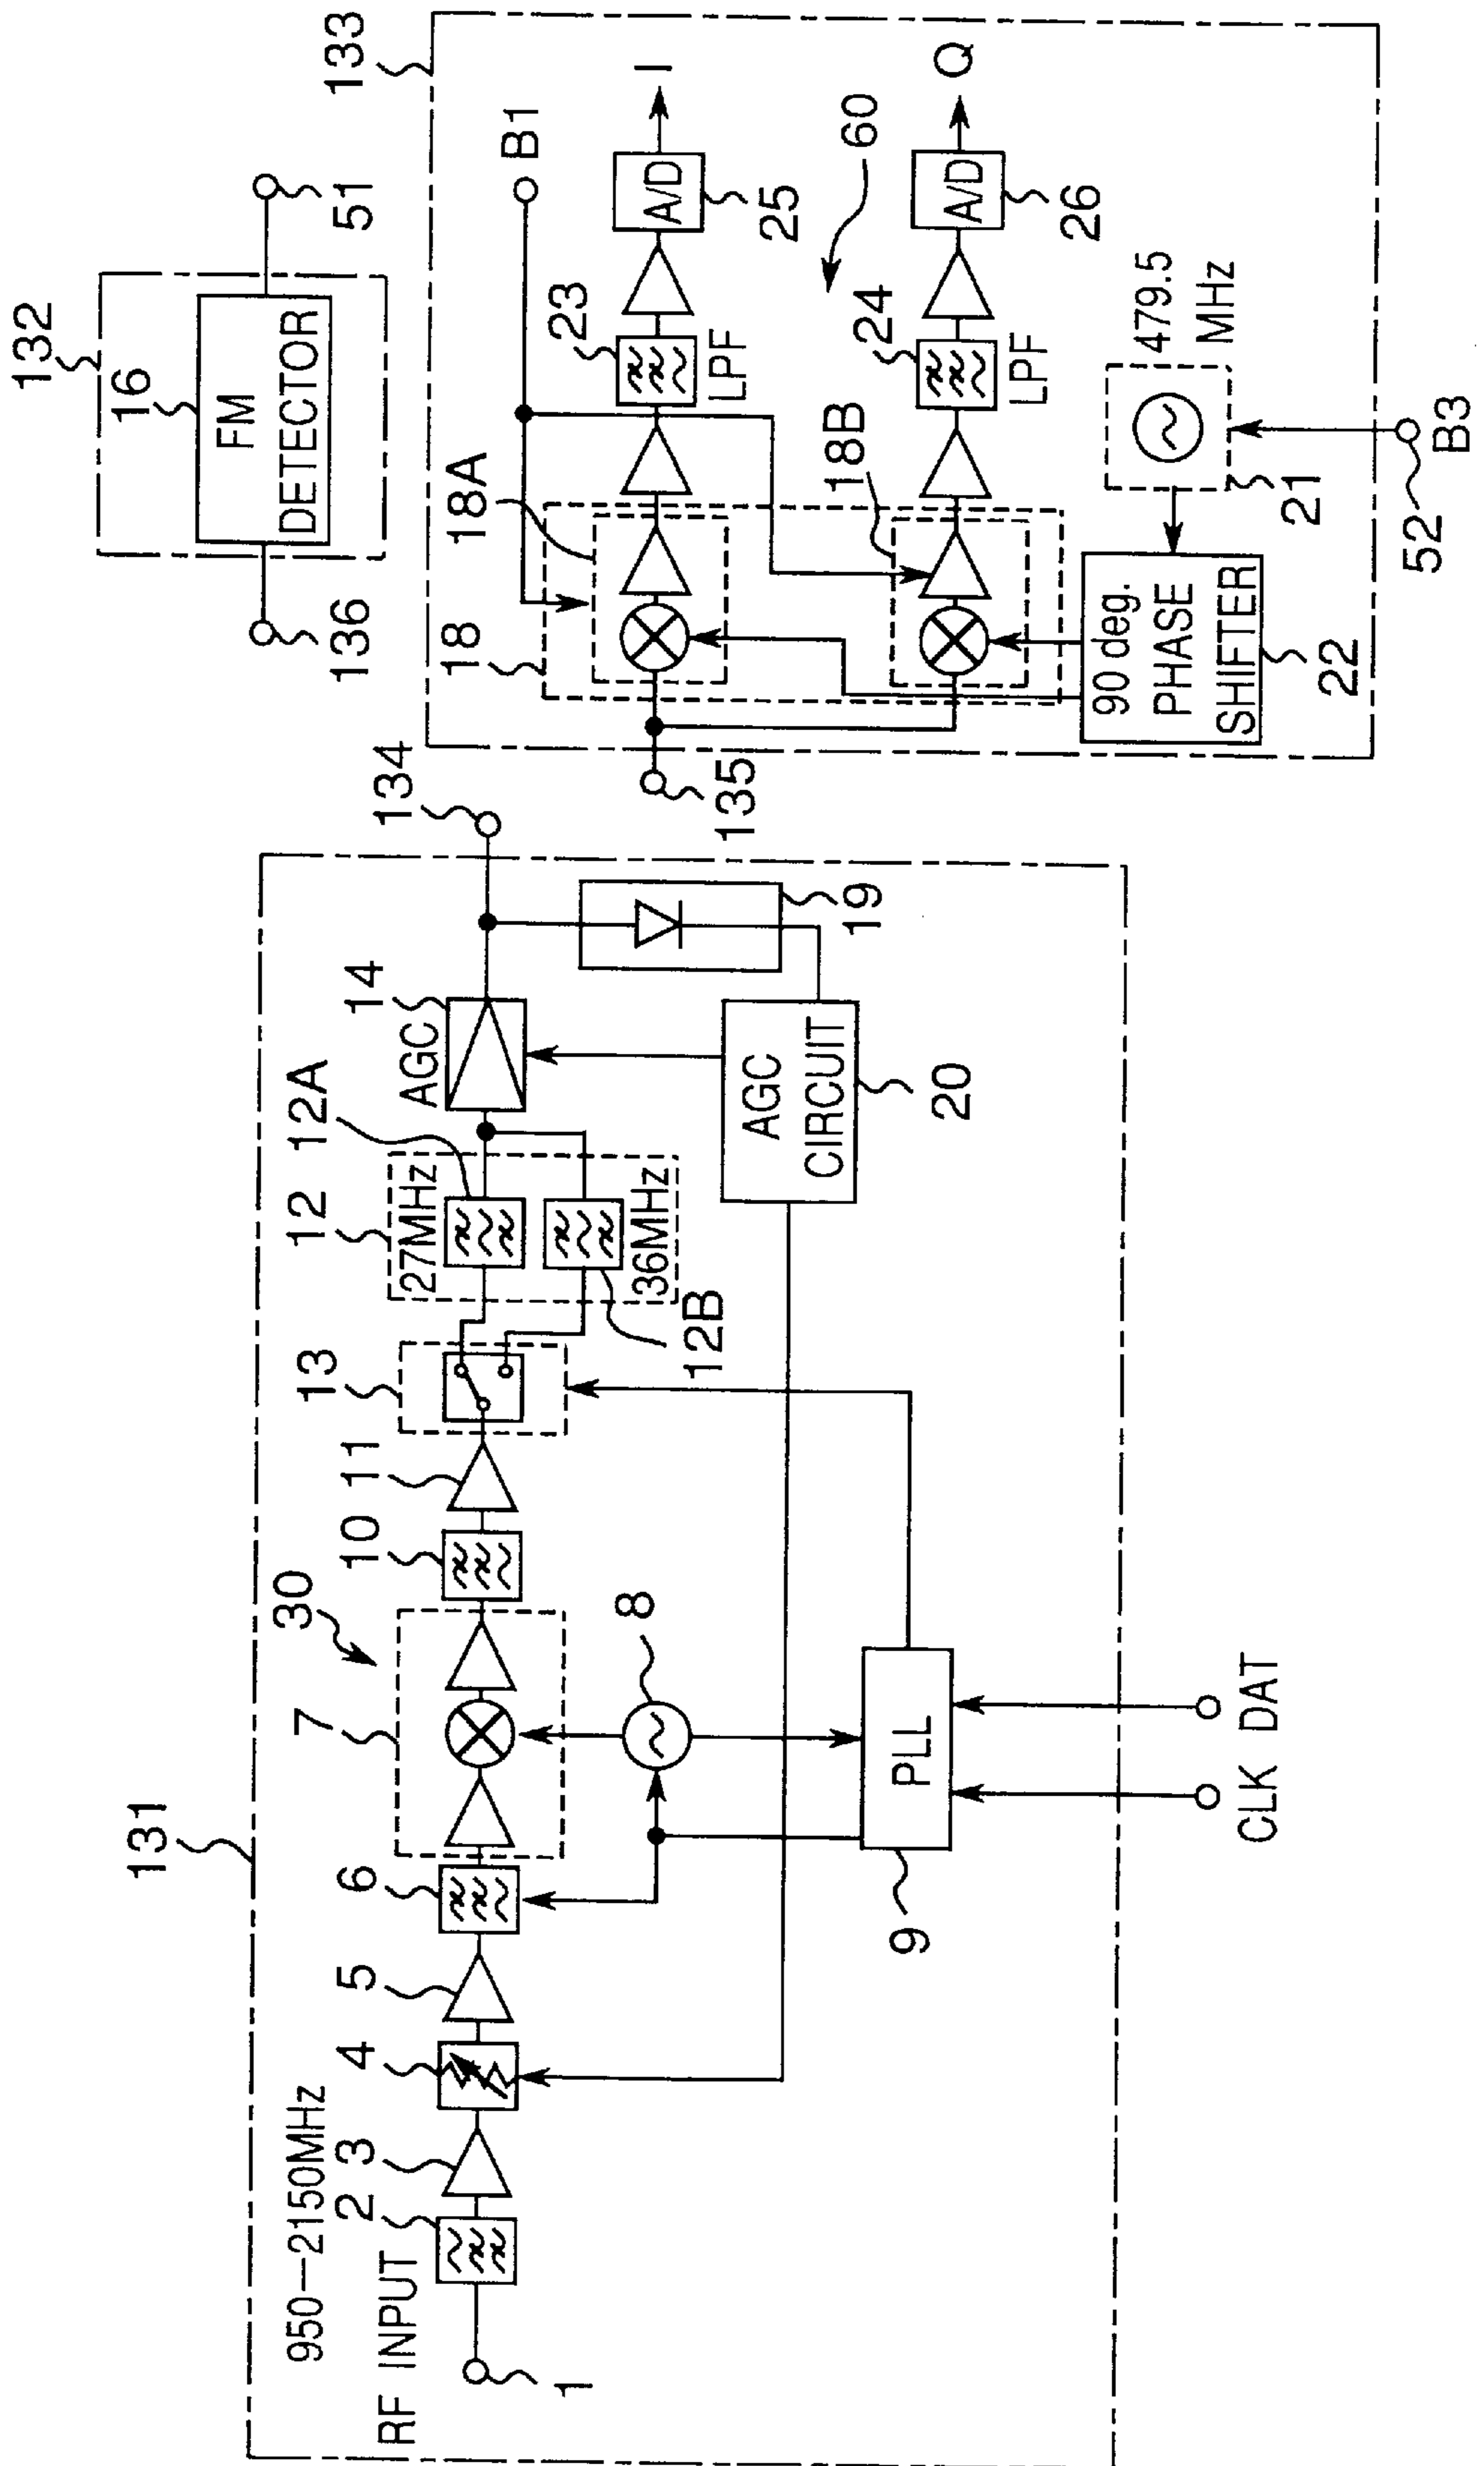 131
950–2150MHz
RF INPUT
1
2
3
4
5
6
7
30
8
9
PLL
CLK
DAT
10
11
13
12
12A
27MHz
36MHz
12B
14
AGC
AGC
CIRCUIT
20
19
134
132
16
FM
DETECTOR
136
51
133
135
18
18A
18B
B1
23
LPF
24
LPF
A/D
25
A/D
26
I
Q
60
90 deg.
PHASE
SHIFTER
22
21
479.5
MHz
52
B3